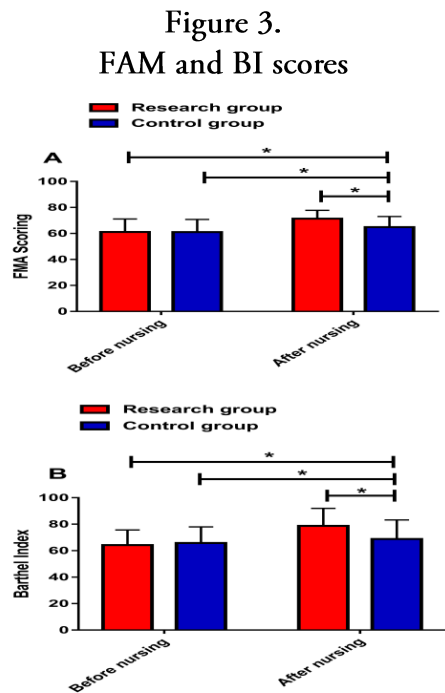 Figure 3.
FAM and BI scores
Research group
Control group
A
*
*
*
FMA Scoring
100
80
60
40
20
0
Before nursing
After nursing
Research group
Control group
B
*
*
*
Barthel Index
100
80
60
40
20
0
Before nursing
After nursing